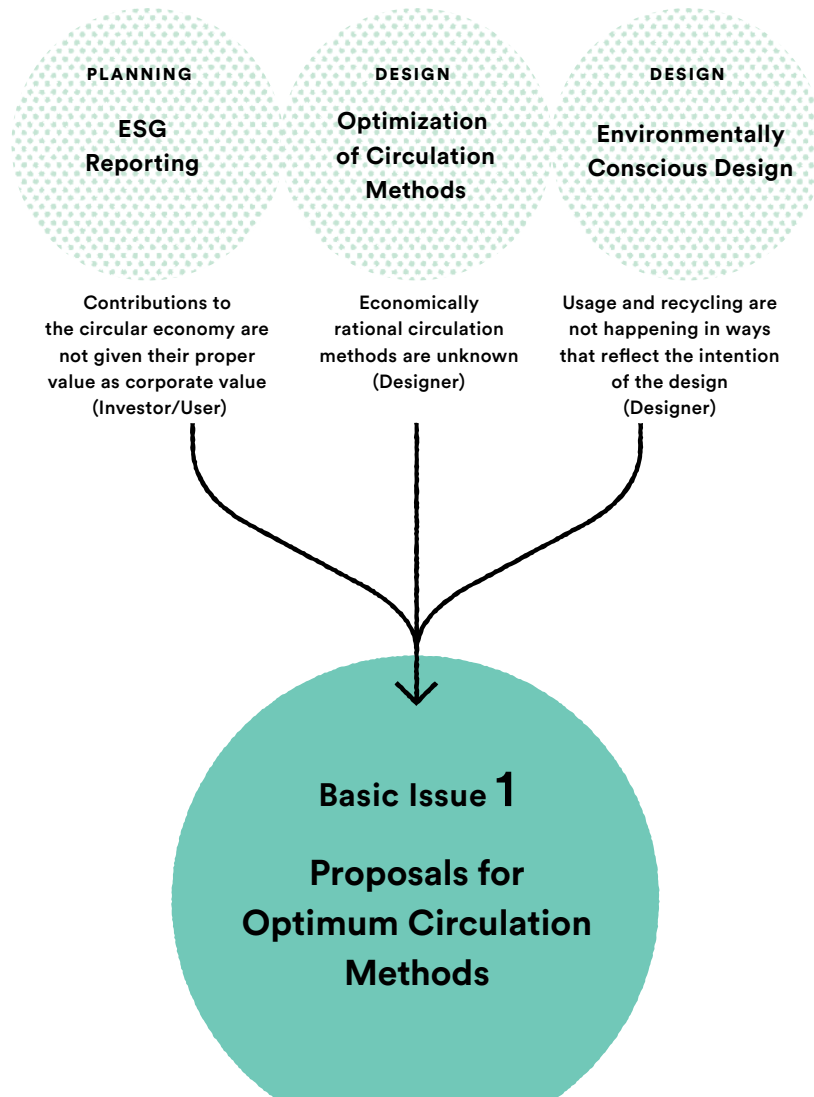 PLANNING
ESG
Reporting
Contributions to
the circular economy are
not given their proper
value as corporate value
(Investor/User)
DESIGN
Optimization
of Circulation
Methods
Economically
rational circulation
methods are unknown
(Designer)
DESIGN
Environmentally
Conscious Design
Usage and recycling are
not happening in ways
that reflect the intention
of the design
(Designer)
Basic Issue 1
Proposals for
Optimum Circulation
Methods